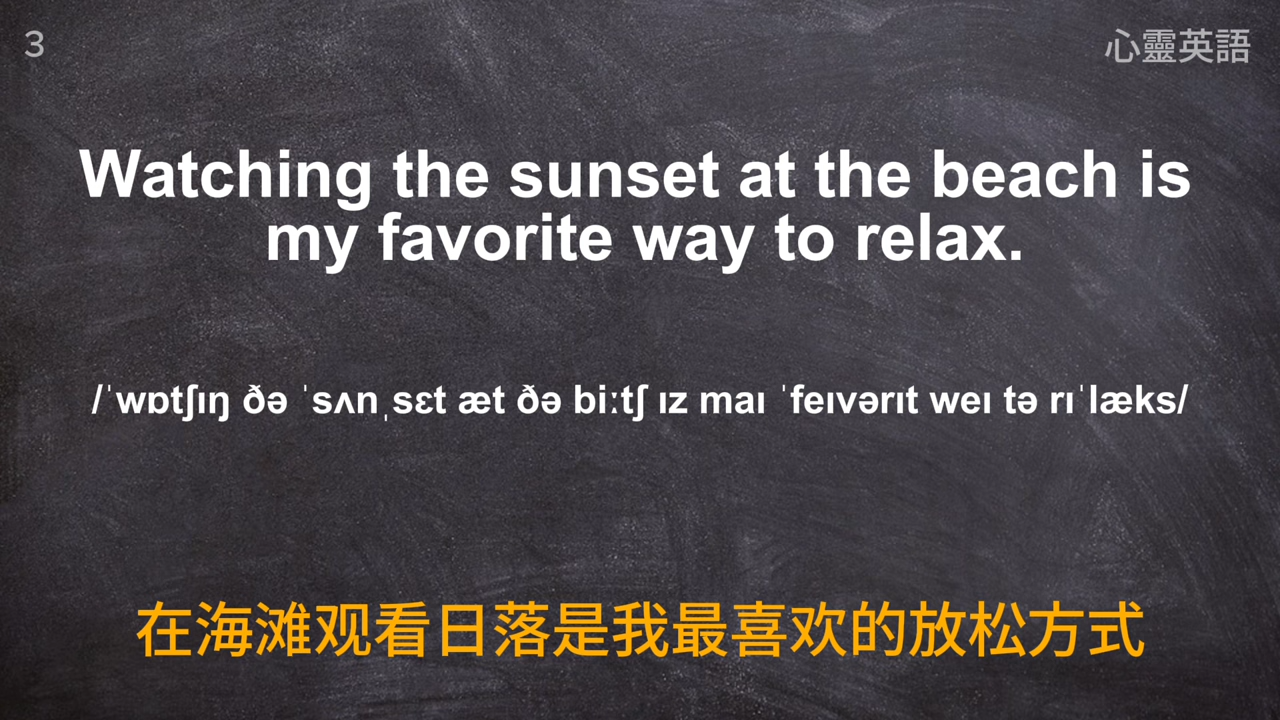 3
心靈英語
Watching the sunset at the beach is
my favorite way to relax.
/ˈwɒtʃɪŋ ðə ˈsʌnˌsɛt æt ðə biːtʃ ɪz maɪ ˈfeɪvərɪt weɪ tə rɪˈlæks/
在海滩观看日落是我最喜欢的放松方式